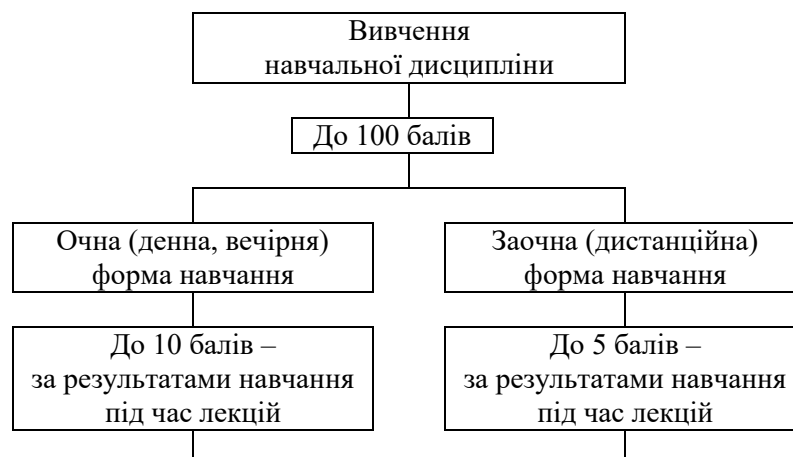 Вивчення
навчальної дисципліни
До 100 балів
Очна (денна, вечірня)
форма навчання
Заочна (дистанційна)
форма навчання
До 10 балів –
за результатами навчання
під час лекцій
До 5 балів –
за результатами навчання
під час лекцій